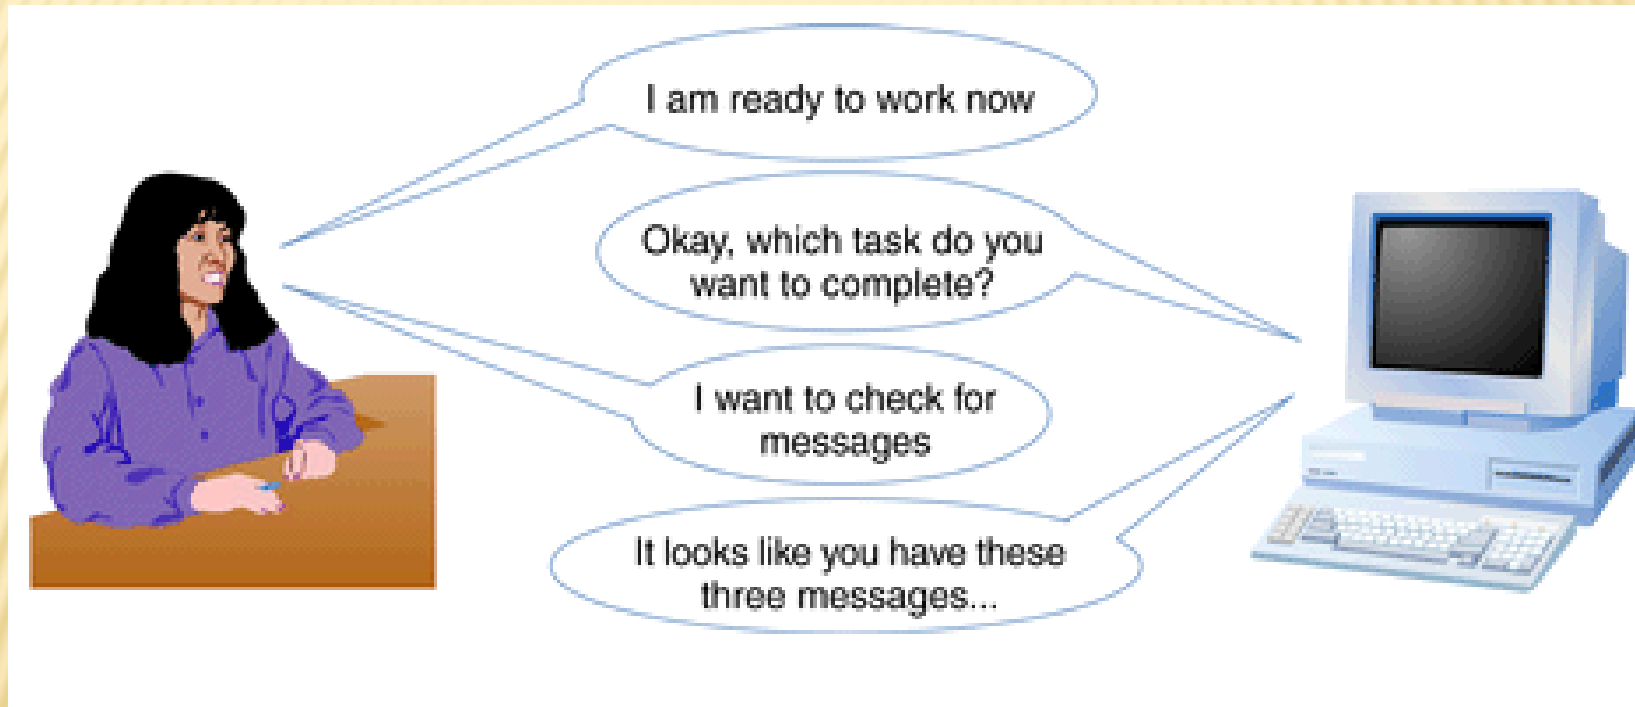 I am ready to work now
Okay, which task do you
want to complete?
I want to check for
messages
It looks like you have these
three messages...